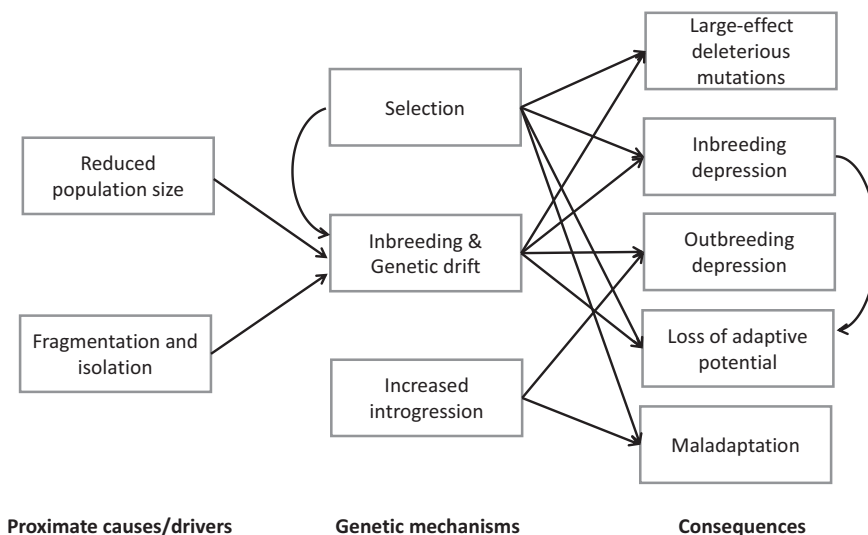 Large-effect
deleterious
mutations
Selection
Inbreeding
depression
Reduced
population size
Inbreeding &
Genetic drift
Outbreeding
depression
Fragmentation and
isolation
Loss of adaptive
potential
Increased
introgression
Maladaptation
Proximate causes/drivers
Genetic mechanisms
Consequences